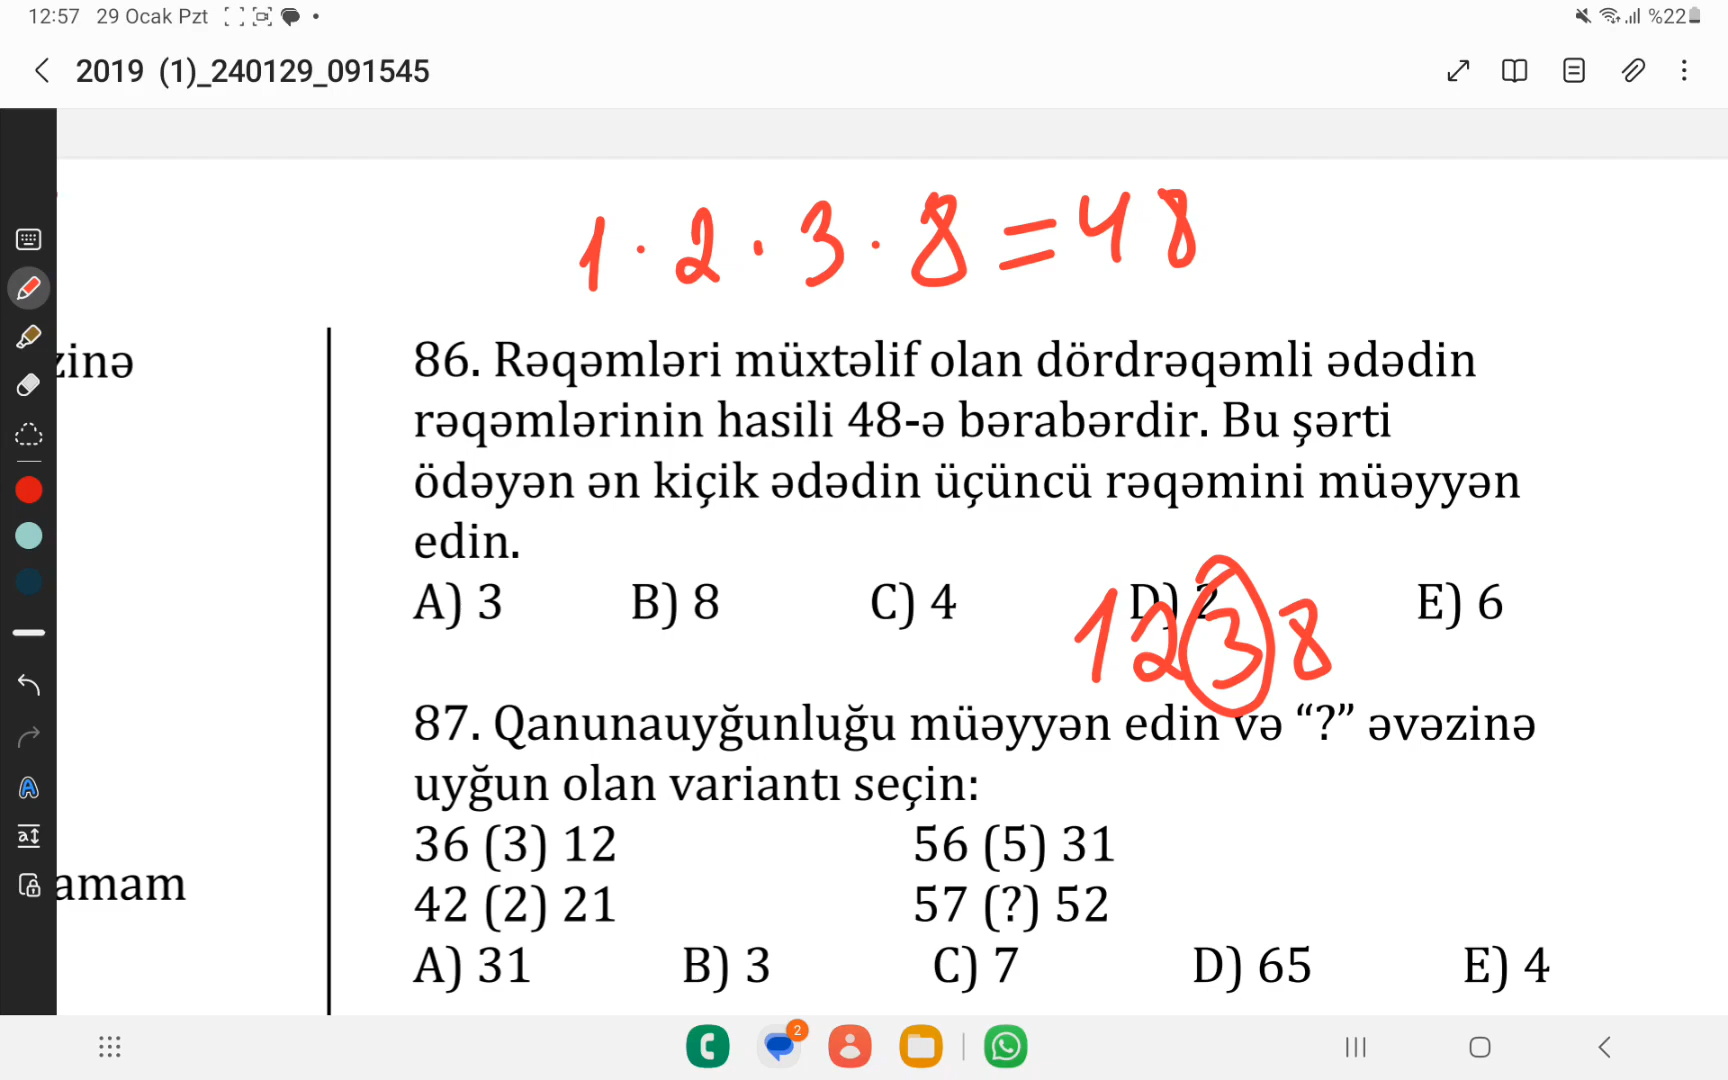 12:57 29 Ocak Pzt
%22
2019 (1)_240129_091545
1 · 2 · 3 · 8 = 48
zinə
86. Rəqəmləri müxtəlif olan dördrəqəmli ədədin
rəqəmlərinin hasili 48-ə bərabərdir. Bu şərti
ödəyən ən kiçik ədədin üçüncü rəqəmini müəyyən
edin.
A) 3 B) 8 C) 4 D) 2 E) 6
1238
87. Qanunauyğunluğu müəyyən edin və “?” əvəzinə
uyğun olan variantı seçin:
36 (3) 12 56 (5) 31
amam
42 (2) 21 57 (?) 52
A) 31 B) 3 C) 7 D) 65 E) 4
2